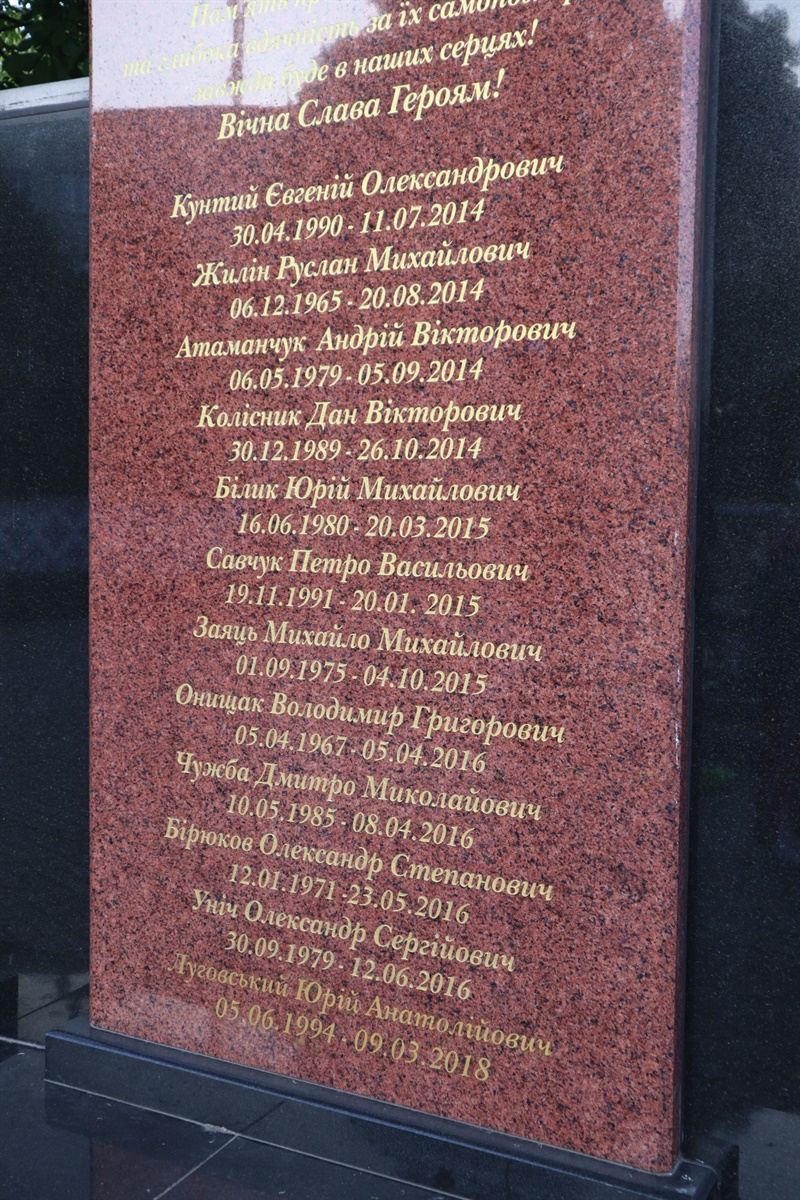 Пам'ять
та глибока вдячність за їх
завжди буде в наших серцях!
Вічна Слава Героям!
Кунтий Євгеній Олександрович
30.04.1990 - 11.07.2014
Жилін Руслан Михайлович
06.12.1965 - 20.08.2014
Атаманчук Андрій Вікторович
06.05.1979 - 05.09.2014
Колісник Дан Вікторович
30.12.1989 - 26.10.2014
Білик Юрій Михайлович
16.06.1980 - 20.03.2015
Савчук Петро Васильович
19.11.1991 - 20.01. 2015
Заяць Михайло Михайлович
01.09.1975 - 04.10.2015
Онищак Володимир Григорович
05.04.1967 - 05.04.2016
Чужба Дмитро Миколайович
10.05.1985 - 08.04.2016
Бірюков Олександр Степанович
12.01.1971 - 23.05.2016
Уніч Олександр Сергійович
30.09.1979 - 12.06.2016
Луговський Юрій Анатолійович
05.06.1994 - 09.03.2018